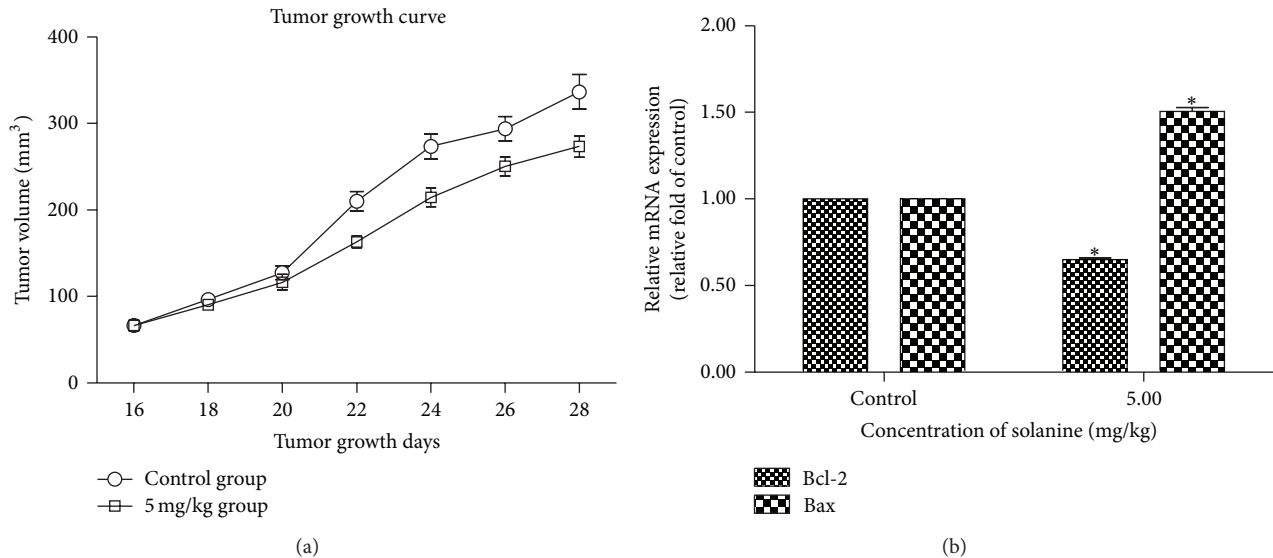 Tumor growth curve
400
300
200
100
0
Tumor volume (mm³)
16 18 20 22 24 26 28
Tumor growth days
Control group
5 mg/kg group
(a)
2.00
1.50
1.00
0.50
0.00
Relative mRNA expression
(relative fold of control)
*
*
Control 5.00
Concentration of solanine (mg/kg)
Bcl-2
Bax
(b)